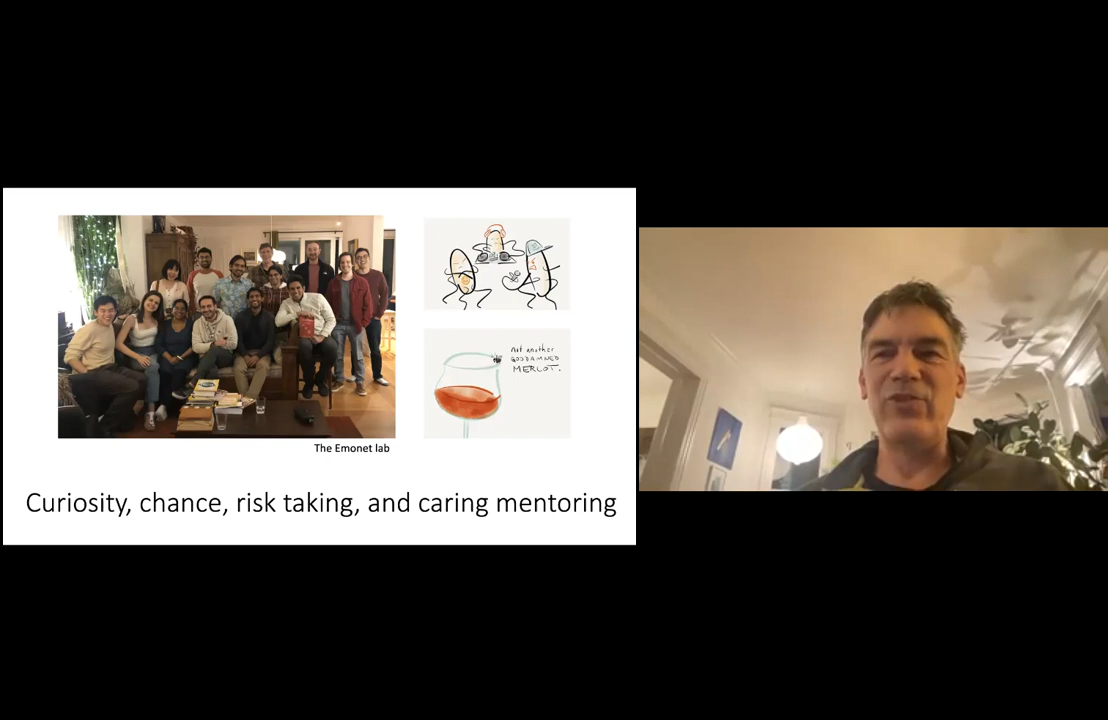 not another
GODDAMNED
MERLOT.
The Emonet lab
Curiosity, chance, risk taking, and caring mentoring